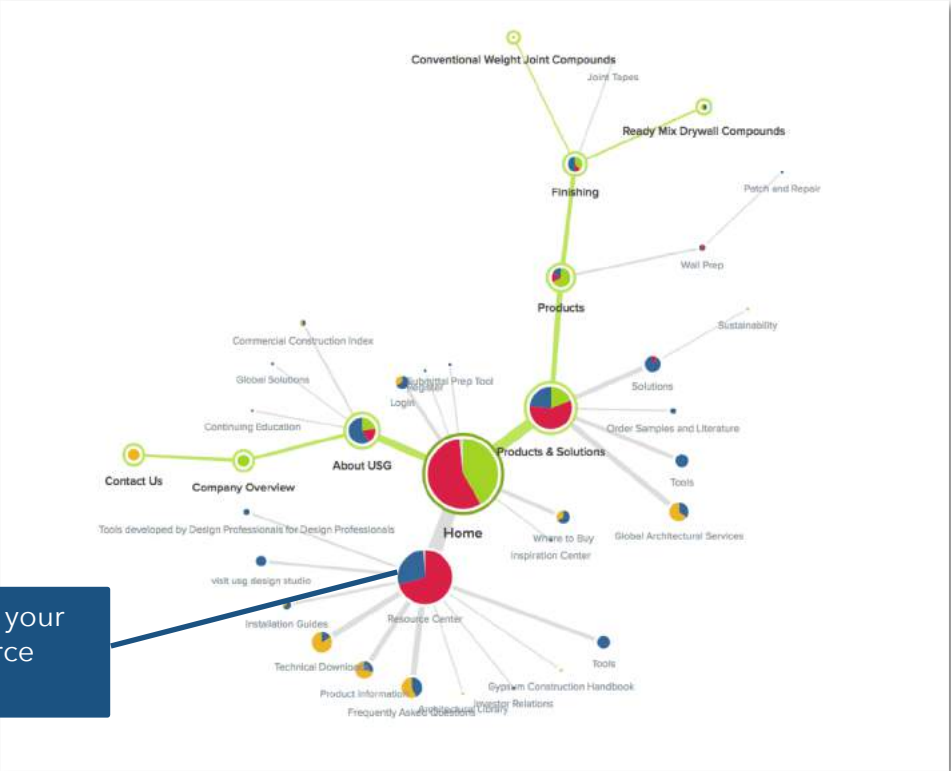 Conventional Weight Joint Compounds
Joint Tapes
Ready Mix Drywall Compounds
Finishing
Patch and Repair
Wall Prep
Products
Sustainability
Commercial Construction Index
Global Solutions
Submittal Prep Tool
Register
Login
Solutions
Continuing Education
Order Samples and Literature
About USG
Products & Solutions
Contact Us
Company Overview
Tools
Home
Tools developed by Design Professionals for Design Professionals
Where to Buy
Global Architectural Services
Inspiration Center
visit usg design studio
your
rce
Installation Guides
Resource Center
Technical Download
Tools
Product Information
Gypsum Construction Handbook
Investor Relations
Frequently Asked Questions
Architectural Library